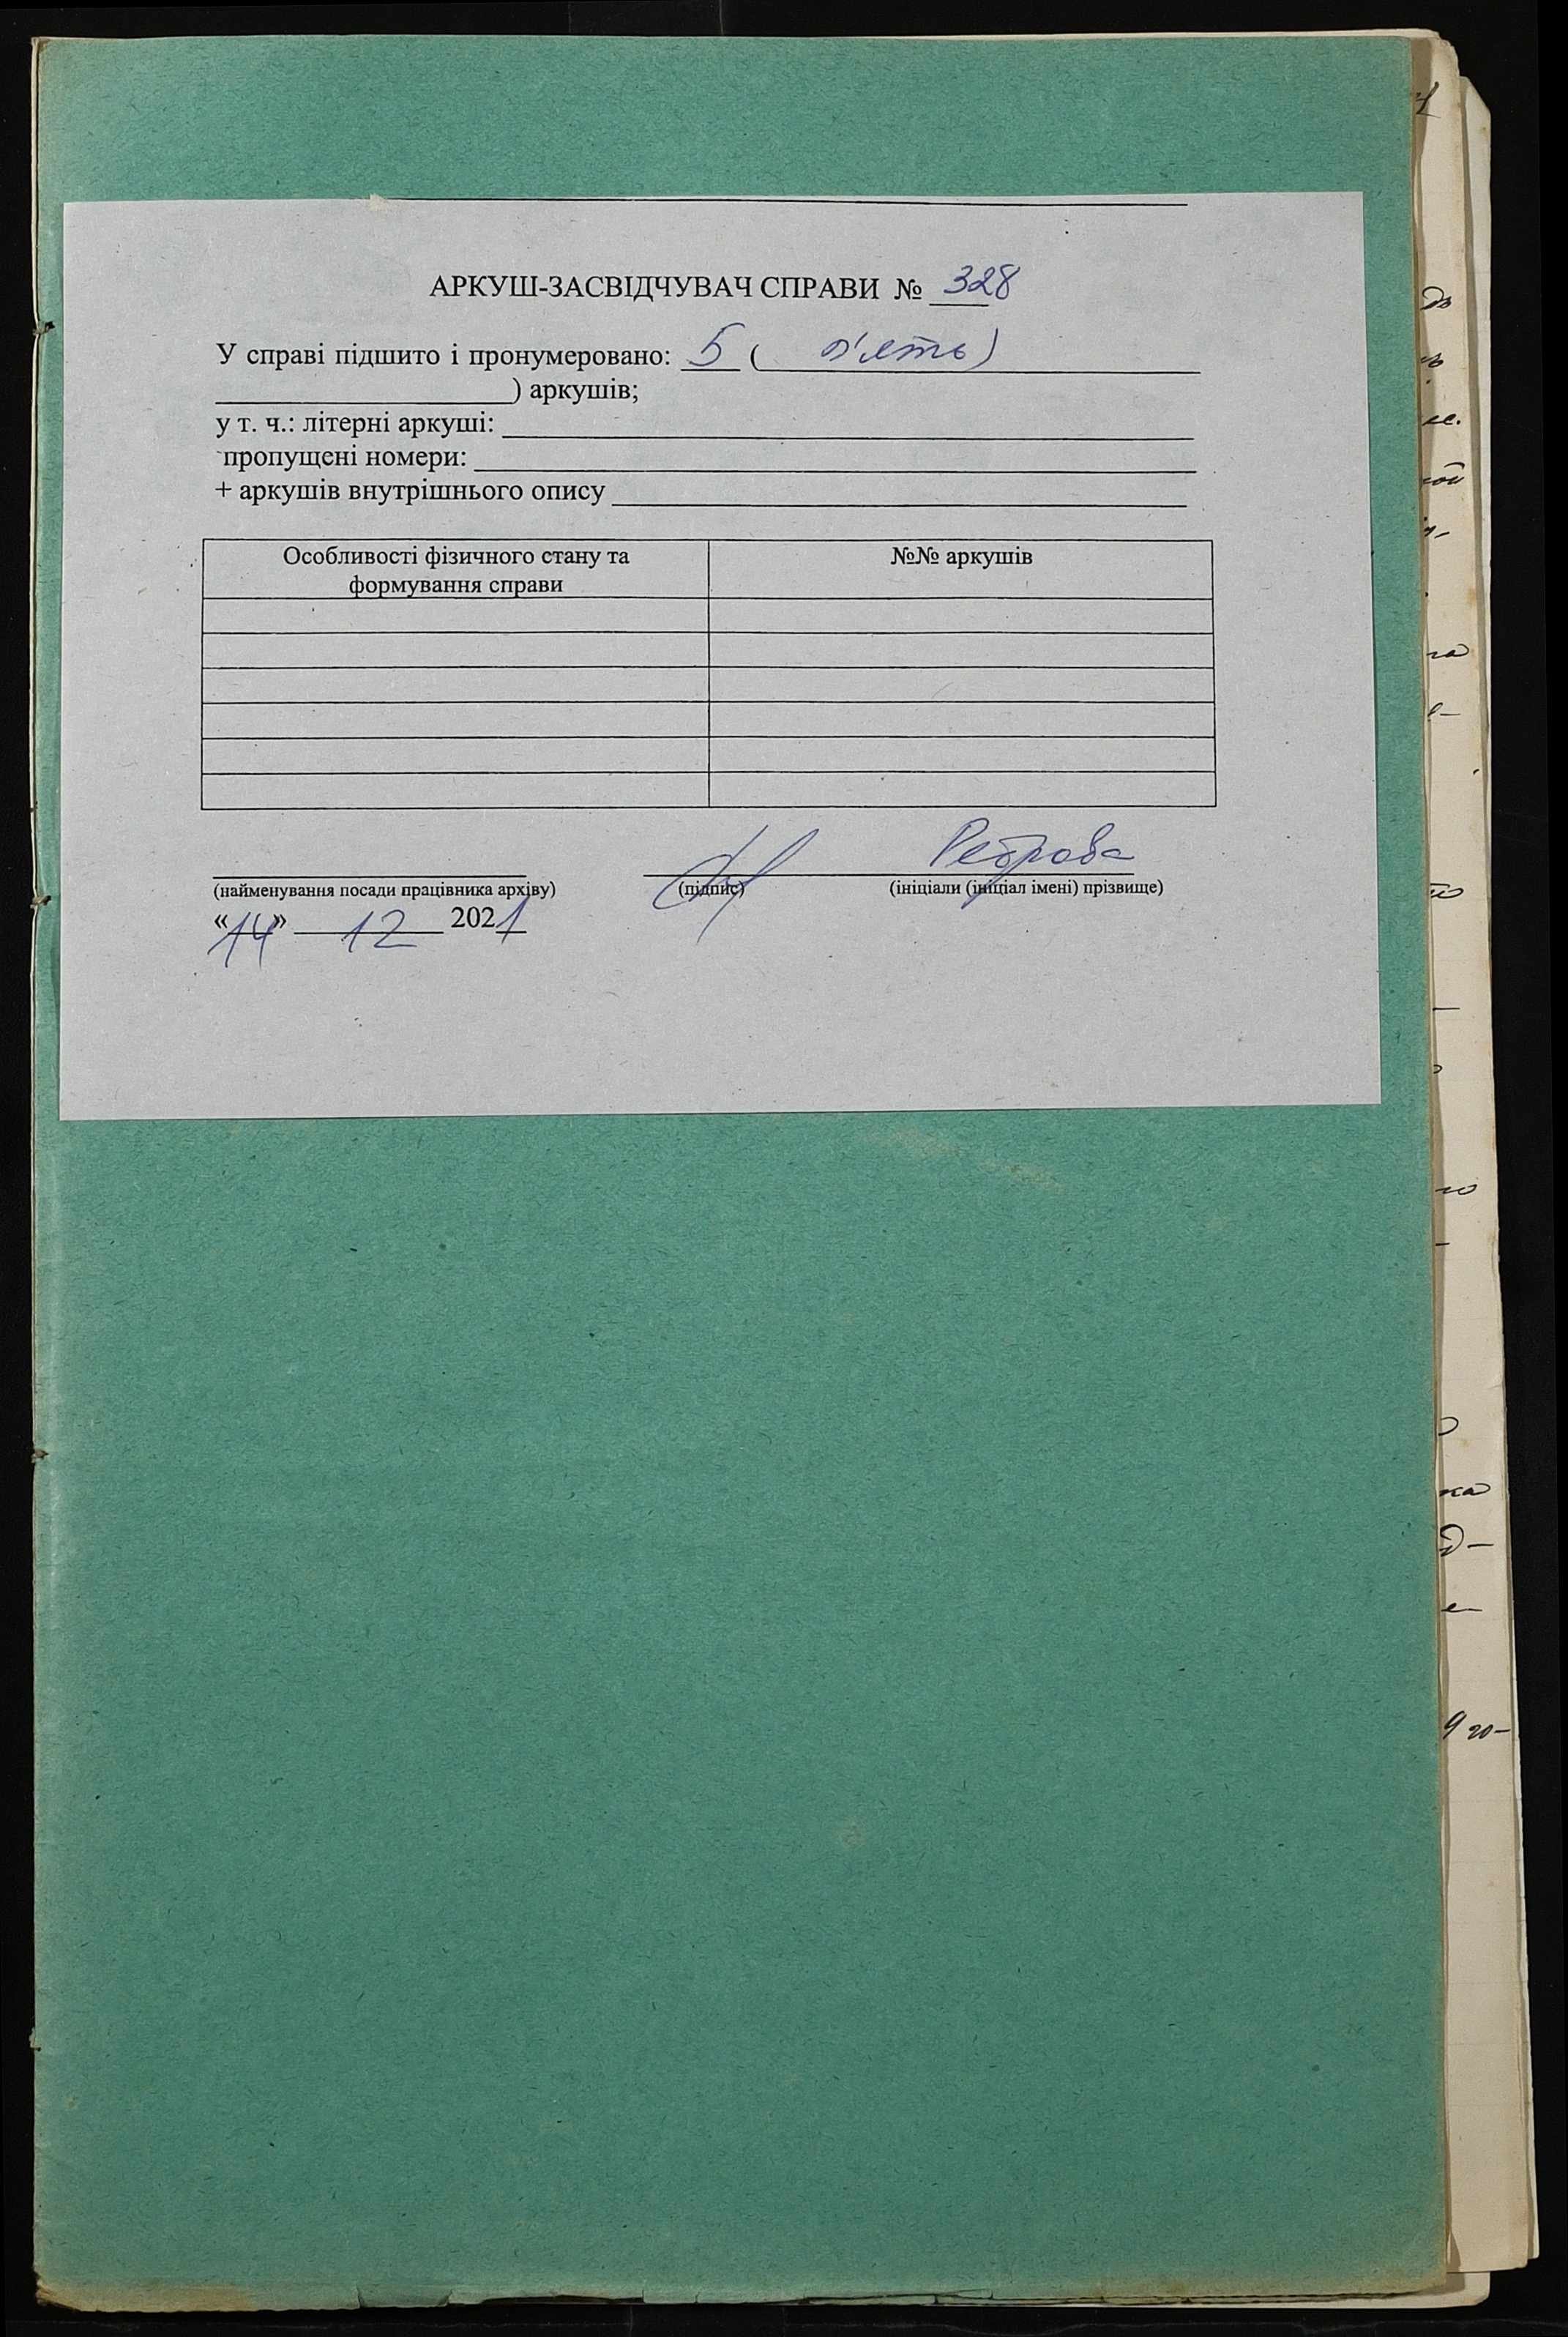 АРКУШ-ЗАСВІДЧУВАЧ СПРАВИ № 328
У справі підшито і пронумеровано: 5 ( п'ять )
) аркушів;
у т. ч.: літерні аркуші:
пропущені номери:
+ аркушів внутрішнього опису
Особливості фізичного стану та
формування справи
№№ аркушів
(найменування посади працівника архіву)
(підпис)
(ініціали (ініціал імені) прізвище)
"14" 12 2021